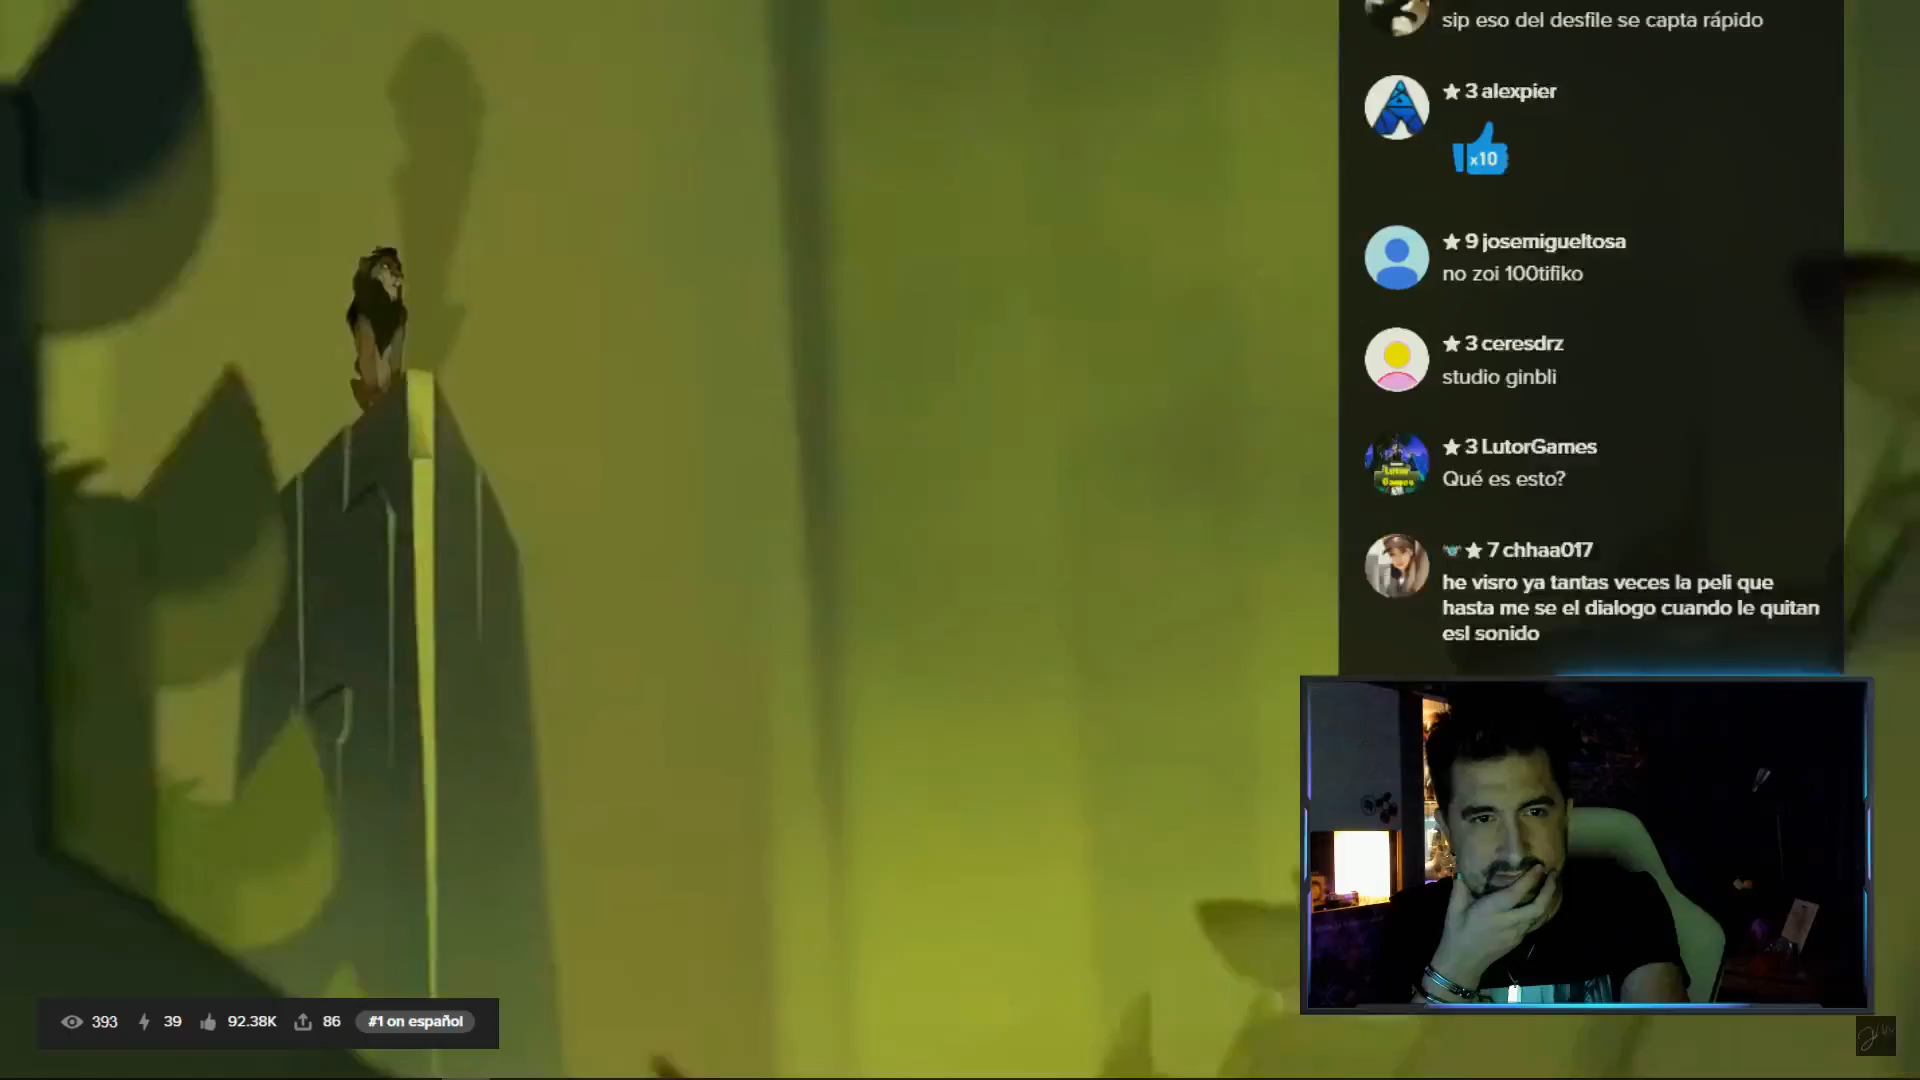 sip eso del desfile se capta rápido
3 alexpier
x10
9 josemigueltosa
no zoi 100tifiko
3 ceresdrz
studio ginbli
3 LutorGames
Qué es esto?
7 chhaa017
he visro ya tantas veces la peli que
hasta me se el dialogo cuando le quitan
esl sonido
393 39 92.38K 86 #1 on español